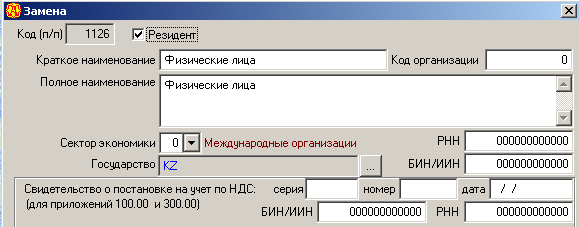 Замена
Код (п/п) 1126 Резидент
Краткое наименование Физические лица Код организации 0
Полное наименование Физические лица
Сектор экономики 0 Международные организации РНН 000000000000
Государство KZ ... БИН/ИИН 000000000000
Свидетельство о постановке на учет по НДС: серия номер дата / /
(для приложений 100.00 и 300.00) БИН/ИИН 000000000000 РНН 000000000000